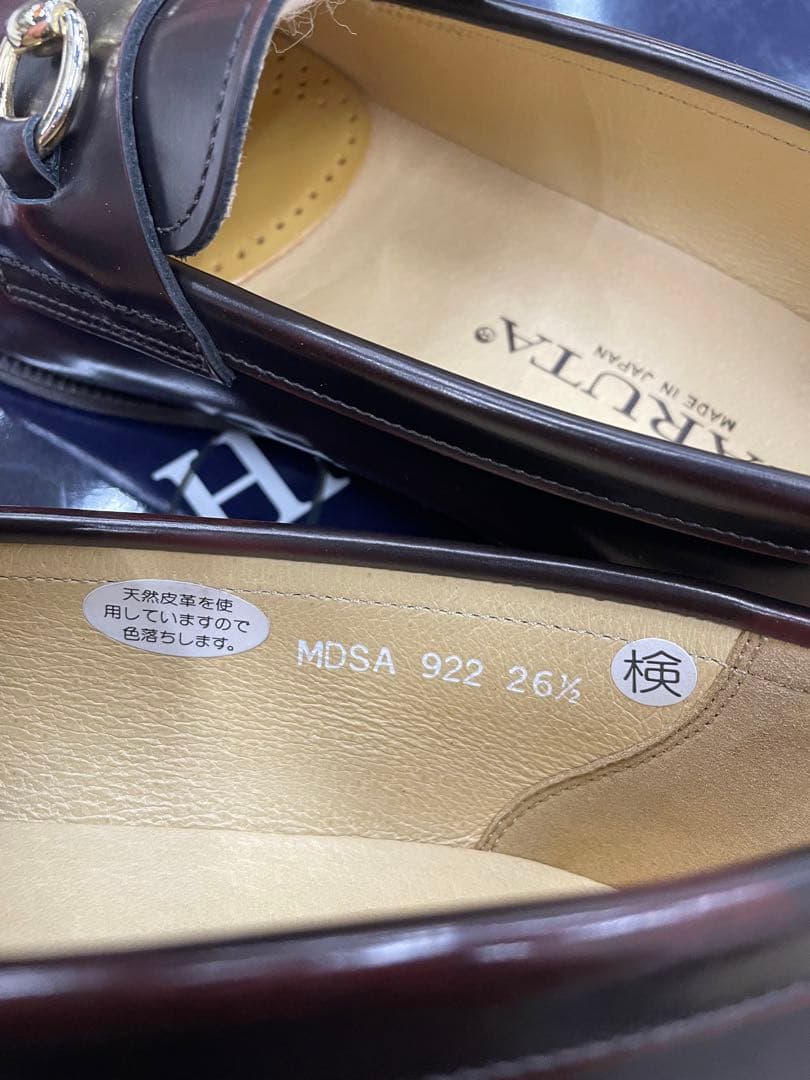 ARUTA®
MADE IN JAPAN
H
天然皮革を使
用していますので
色落ちします。
MDSA 922 26½
検